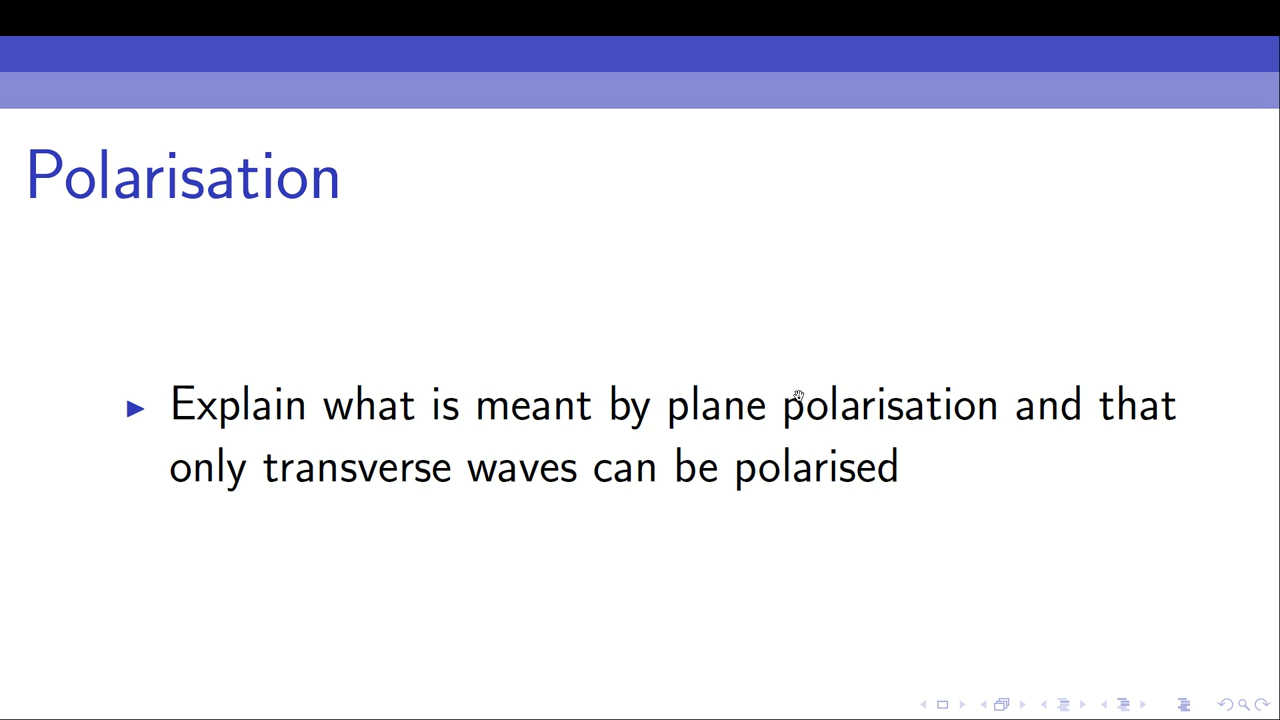 Polarisation
Explain what is meant by plane polarisation and that
only transverse waves can be polarised